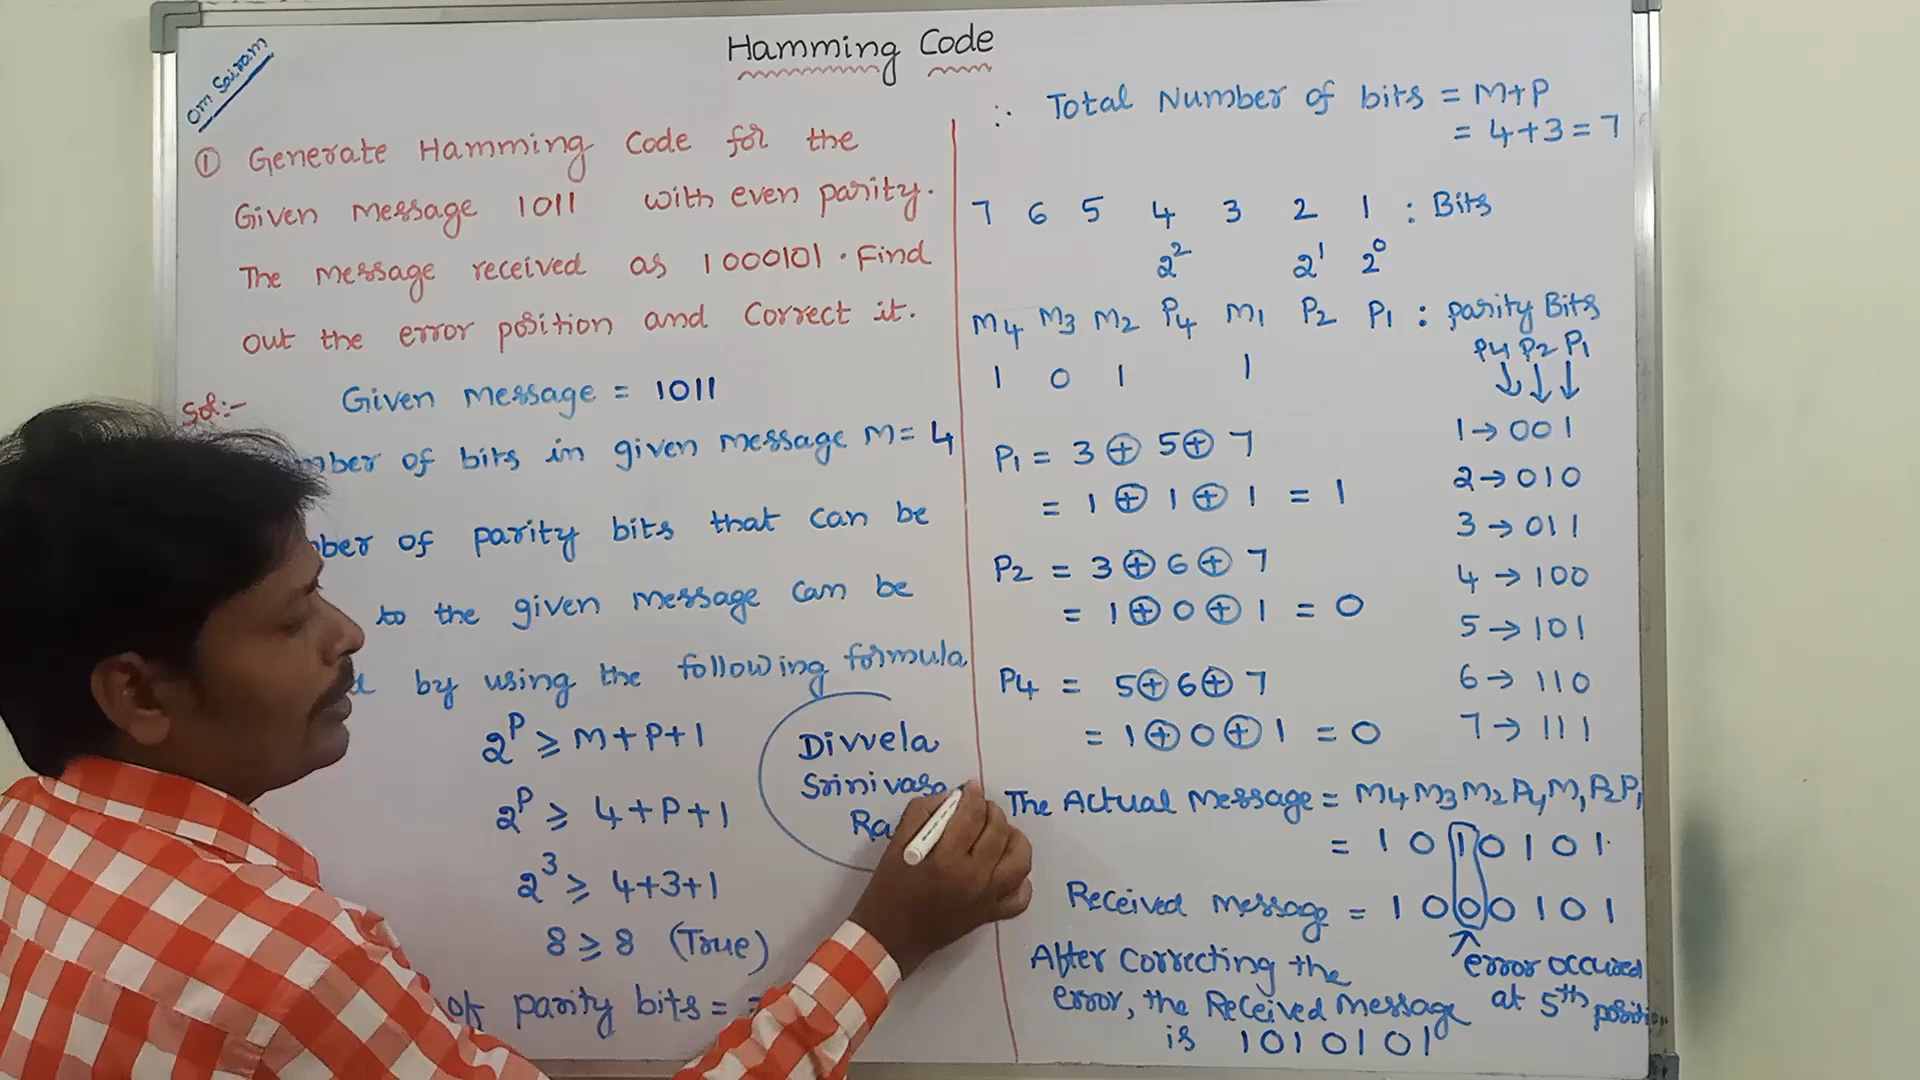 Hamming Code
Om Sairam
① Generate Hamming Code for the
Given message 1011 with even parity.
The message received as 1000101. Find
out the error position and correct it.
Sol:-
Given message = 1011
of bits in given message M = 4
of parity bits that can be
to the given message can be
by using the following formula
2^P ≥ M+P+1
2^P ≥ 4+P+1
2^3 ≥ 4+3+1
8 ≥ 8 (True)
of parity bits =
Divvela
Srinivasa
∴ Total Number of bits = M+P
= 4+3=7
7 6 5 4 3 2 1 : Bits
2^2 2^1 2^0
M4 M3 M2 P4 M1 P2 P1 : parity Bits
1 0 1 1
P4 P2 P1
↓ ↓ ↓
1→001
2→010
3→011
4→100
5→101
6→110
7→111
P1 = 3 ⊕ 5 ⊕ 7
= 1 ⊕ 1 ⊕ 1 = 1
P2 = 3 ⊕ 6 ⊕ 7
= 1 ⊕ 0 ⊕ 1 = 0
P4 = 5 ⊕ 6 ⊕ 7
= 1 ⊕ 0 ⊕ 1 = 0
The Actual Message = M4 M3 M2 P4 M1 P2 P1
= 1 0 1 0 1 0 1.
Received message = 1 0 0 0 1 0 1
error occured
at 5th position
After correcting the
error, the Received message
is 1010101